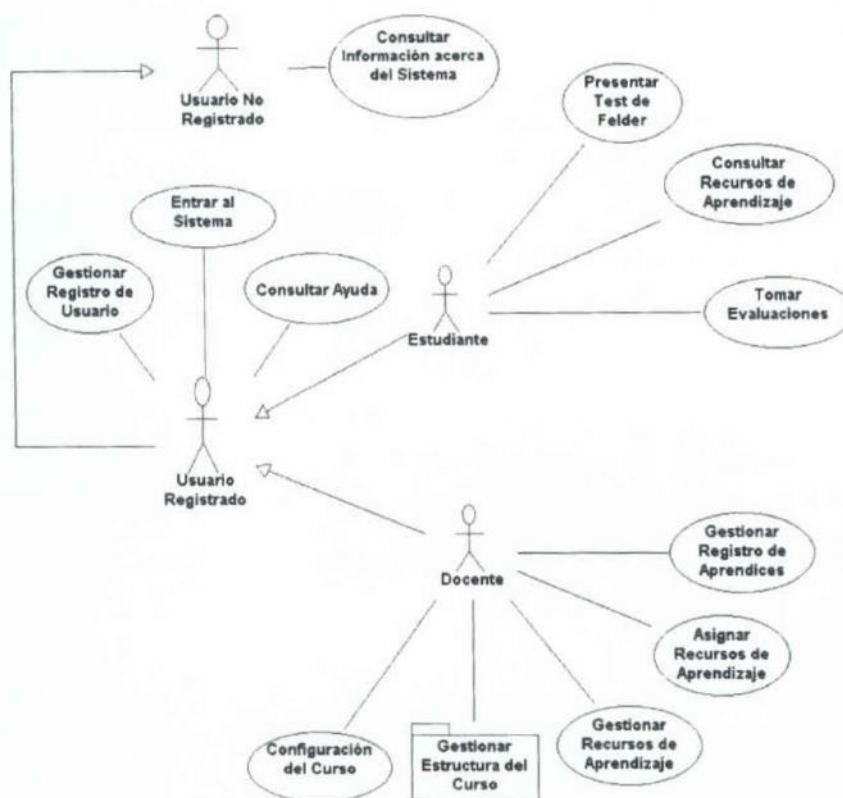 Consultar
Información acerca
del Sistema
Usuario No
Registrado
Presentar
Test de
Felder
Consultar
Recursos de
Aprendizaje
Entrar al
Sistema
Gestionar
Registro de
Usuario
Consultar Ayuda
Tomar
Evaluaciones
Estudiante
Usuario
Registrado
Docente
Gestionar
Registro de
Aprendices
Asignar
Recursos de
Aprendizaje
Configuración
del Curso
Gestionar
Estructura del
Curso
Gestionar
Recursos de
Aprendizaje